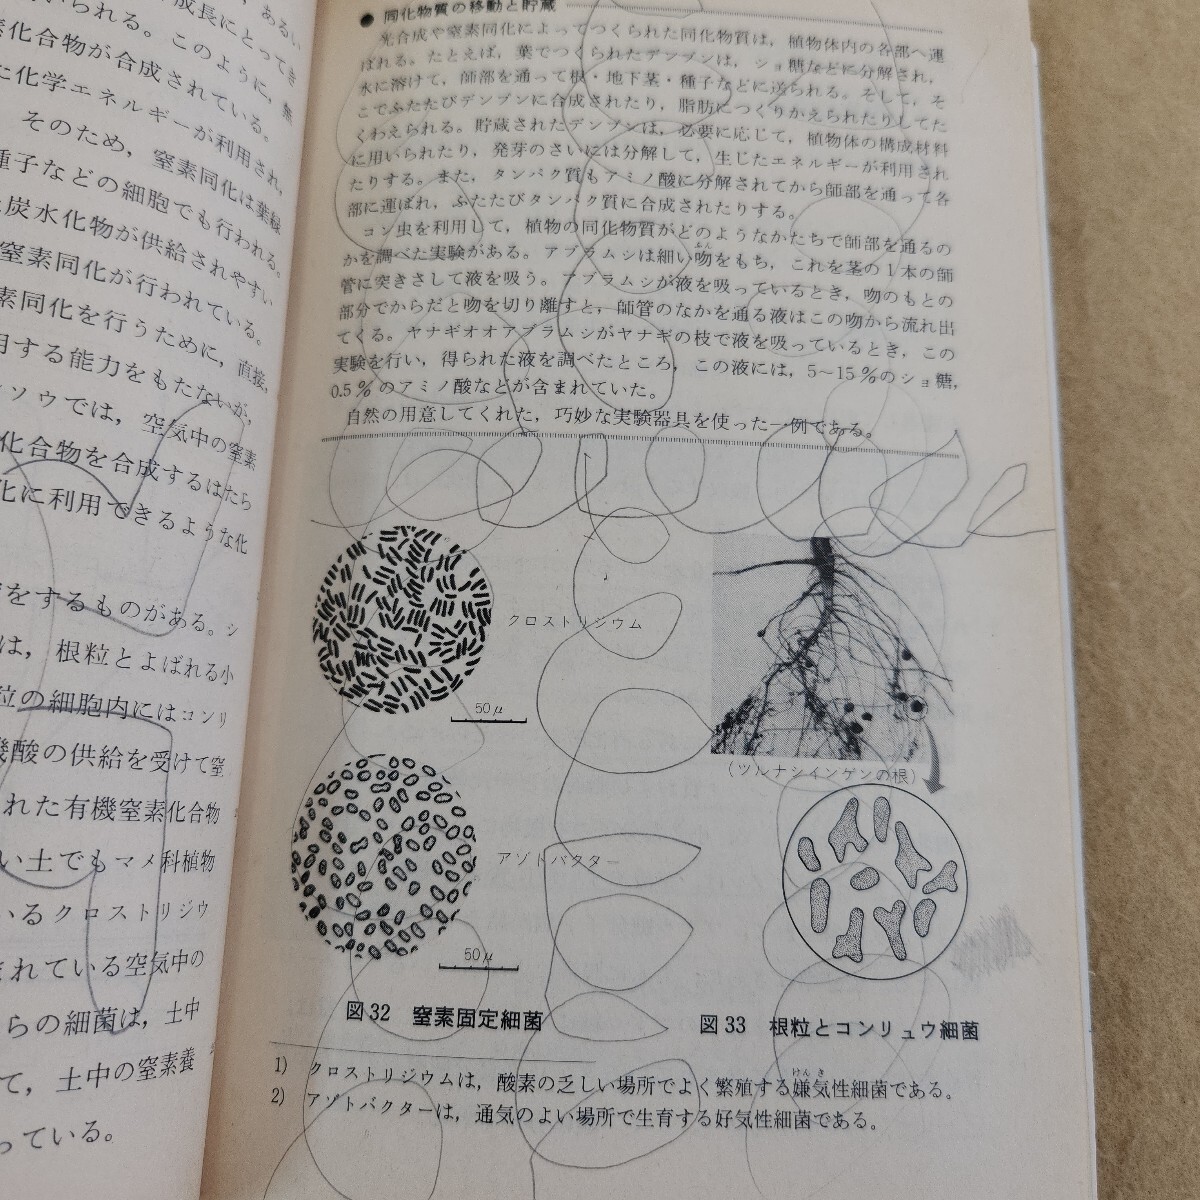 成長にとってき
られる。このように，無
化合物が合成されている。
化学エネルギーが利用され，
そのため，窒素同化は葉緑
種子などの細胞でも行われる。
炭水化物が供給されやすい
窒素同化が行われている。
素同化を行うために，直接，
用する能力をもたないが，
ソウでは，空気中の窒素
化合物を合成するはたら
化に利用できるような化
をするものがある。シ
は，根粒とよばれる小
粒の細胞内にはコンリ
機酸の供給を受けて窒
れた有機窒素化合物
い土でもマメ科植物
いるクロストリジウ
まれている空気中の
らの細菌は，土中
て，土中の窒素養
っている。
● 同化物質の移動と貯蔵
光合成や窒素同化によってつくられた同化物質は，植物体内の各部へ運
ばれる。たとえば，葉でつくられたデンプンは，ショ糖などに分解され，
水に溶けて，師部を通って根・地下茎・種子などに送られる。そして，そ
こでふたたびデンプンに合成されたり，脂肪につくりかえられたりしてた
くわえられる。貯蔵されたデンプンは，必要に応じて，植物体の構成材料
に用いられたり，発芽のさいには分解して，生じたエネルギーが利用され
たりする。また，タンパク質もアミノ酸に分解されてから師部を通って各
部に運ばれ，ふたたびタンパク質に合成されたりする。
コン虫を利用して，植物の同化物質がどのようなかたちで師部を通るの
かを調べた実験がある。アブラムシは細い吻ふんをもち，これを茎の1本の師
管に突きさして液を吸う。アブラムシが液を吸っているとき，吻のもとの
部分でからだと吻を切り離すと，師管のなかを通る液はこの吻から流れ出
てくる。ヤナギオオアブラムシがヤナギの枝で液を吸っているとき，この
実験を行い，得られた液を調べたところ，この液には，5～15％のショ糖，
0.5％のアミノ酸などが含まれていた。
自然の用意してくれた，巧妙な実験器具を使った一例である。
クロストリジウム
50μ
アゾトバクター
50μ
図32 窒素固定細菌
（ツルナシインゲンの根）
図33 根粒とコンリュウ細菌
1) クロストリジウムは，酸素の乏しい場所でよく繁殖する嫌気けんき性細菌である。
2) アゾトバクターは，通気のよい場所で生育する好気性細菌である。